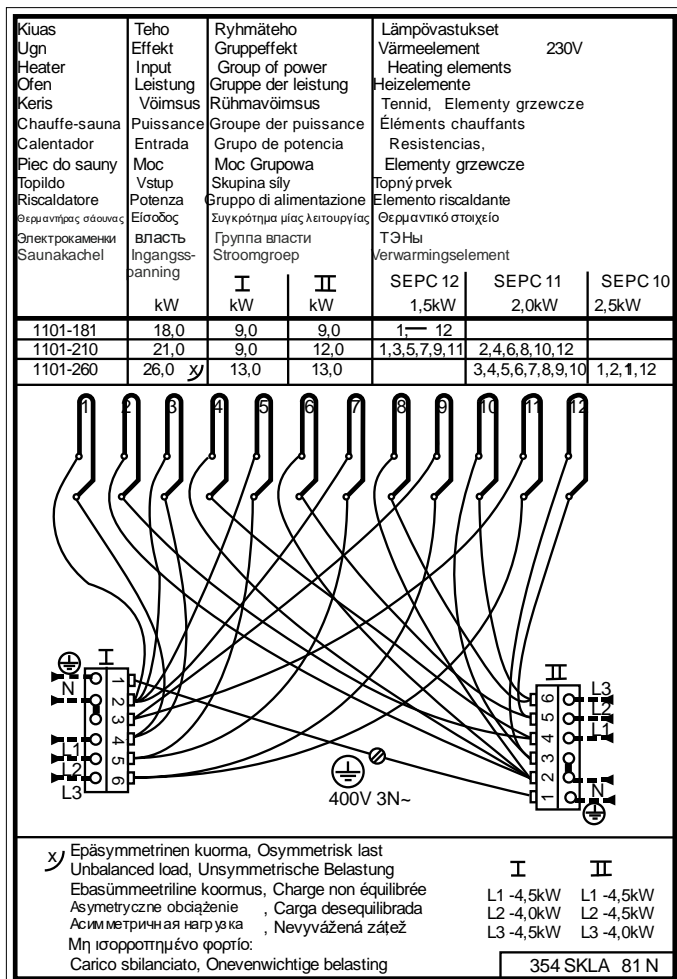 Kiuas Teho Ryhmäteho Lämpövastukset
Ugn Effekt Gruppeffekt Värmeelement 230V
Heater Input Group of power Heating elements
Ofen Leistung Gruppe der leistung Heizelemente
Keris Vöimsus Rühmavöimsus Tennid, Elementy grzewcze
Chauffe-sauna Puissance Groupe der puissance Éléments chauffants
Calentador Entrada Grupo de potencia Resistencias,
Piec do sauny Moc Moc Grupowa Elementy grzewcze
Topildo Vstup Skupina síly Topný prvek
Riscaldatore Potenza Gruppo di alimentazione Elemento riscaldante
Θερμαντήρας σάουνας Είσοδος Συγκρότημα μίας λειτουργίας Θερμαντικό στοιχείο
Электрокаменки власть Группа власти ТЭНы
Saunakachel Ingangss- Stroomgroep Verwarmingselement
panning
I II SEPC 12 SEPC 11 SEPC 10
kW kW kW 1,5kW 2,0kW 2,5kW
1101-181 18,0 9,0 9,0 1,— 12
1101-210 21,0 9,0 12,0 1,3,5,7,9,11 2,4,6,8,10,12
1101-260 26,0 x) 13,0 13,0 3,4,5,6,7,8,9,10 1,2,11,12
1 2 3 4 5 6 7 8 9 10 11 12
I
N
1
2
3
4
5
6
L1
L2
L3
II
L3
L2
L1
N
6
5
4
3
2
1
400V 3N~
x) Epäsymmetrinen kuorma, Osymmetrisk last
Unbalanced load, Unsymmetrische Belastung
Ebasümmeetriline koormus, Charge non équilibrée
Asymetryczne obciążenie , Carga desequilibrada
Асимметричная нагрузка , Nevyvážená zátež
Μη ισορροπημένο φορτίο:
Carico sbilanciato, Onevenwichtige belasting
I II
L1 -4,5kW L1 -4,5kW
L2 -4,0kW L2 -4,5kW
L3 -4,5kW L3 -4,0kW
354 SKLA 81 N